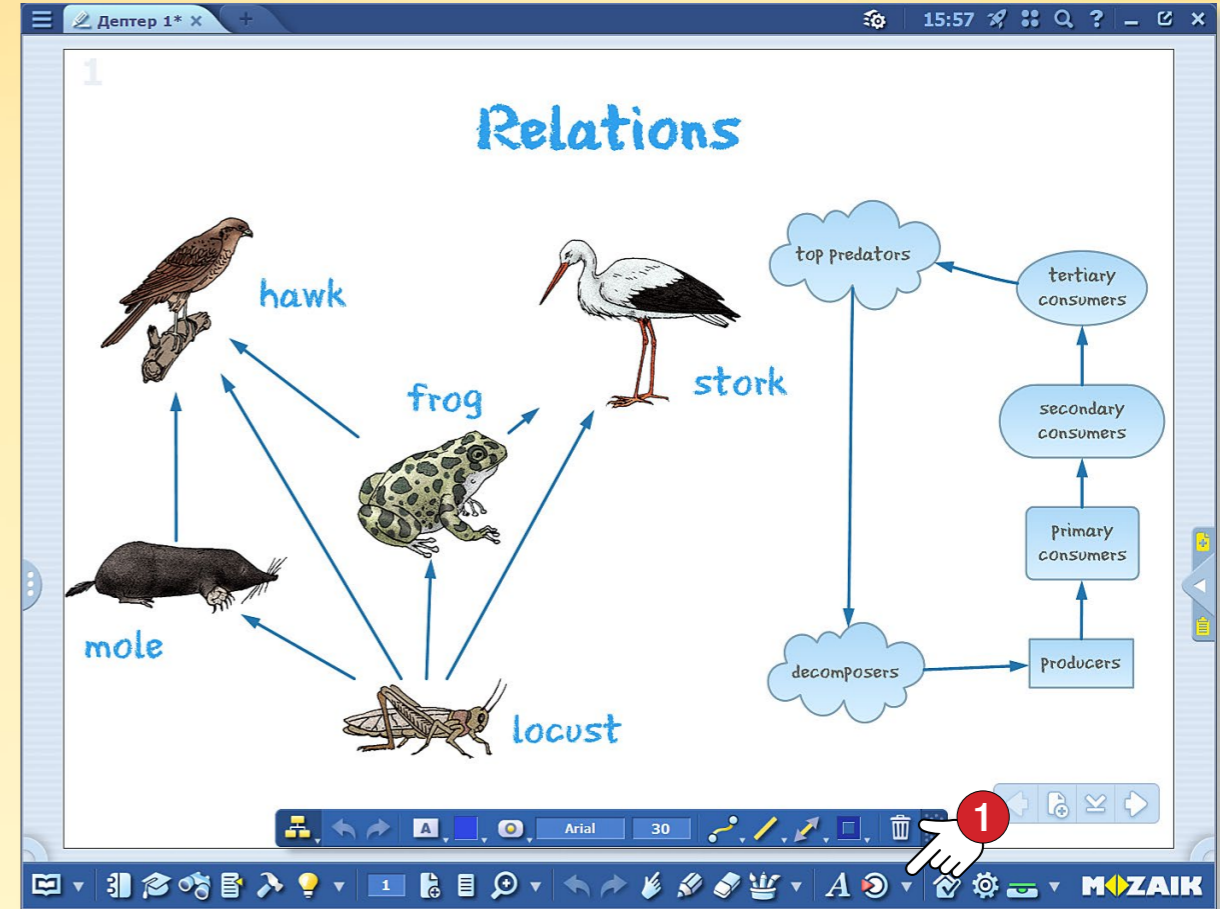 Дептер 1*
15:57
1
Relations
hawk
stork
frog
mole
locust
top predators
tertiary
consumers
secondary
consumers
primary
consumers
decomposers
producers
A
Arial
30
1
1
A
MOZAIK